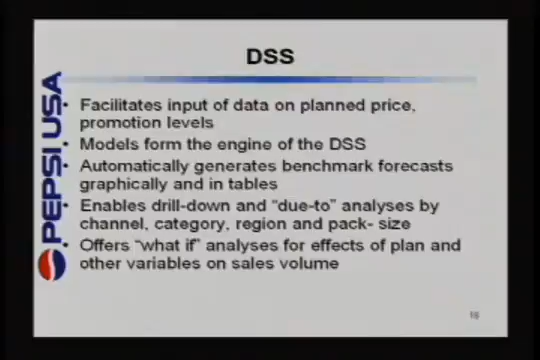 DSS
Facilitates input of data on planned price,
promotion levels
Models form the engine of the DSS
Automatically generates benchmark forecasts
graphically and in tables
Enables drill-down and “due-to” analyses by
channel, category, region and pack- size
Offers “what if” analyses for effects of plan and
other variables on sales volume
PEPSI, USA